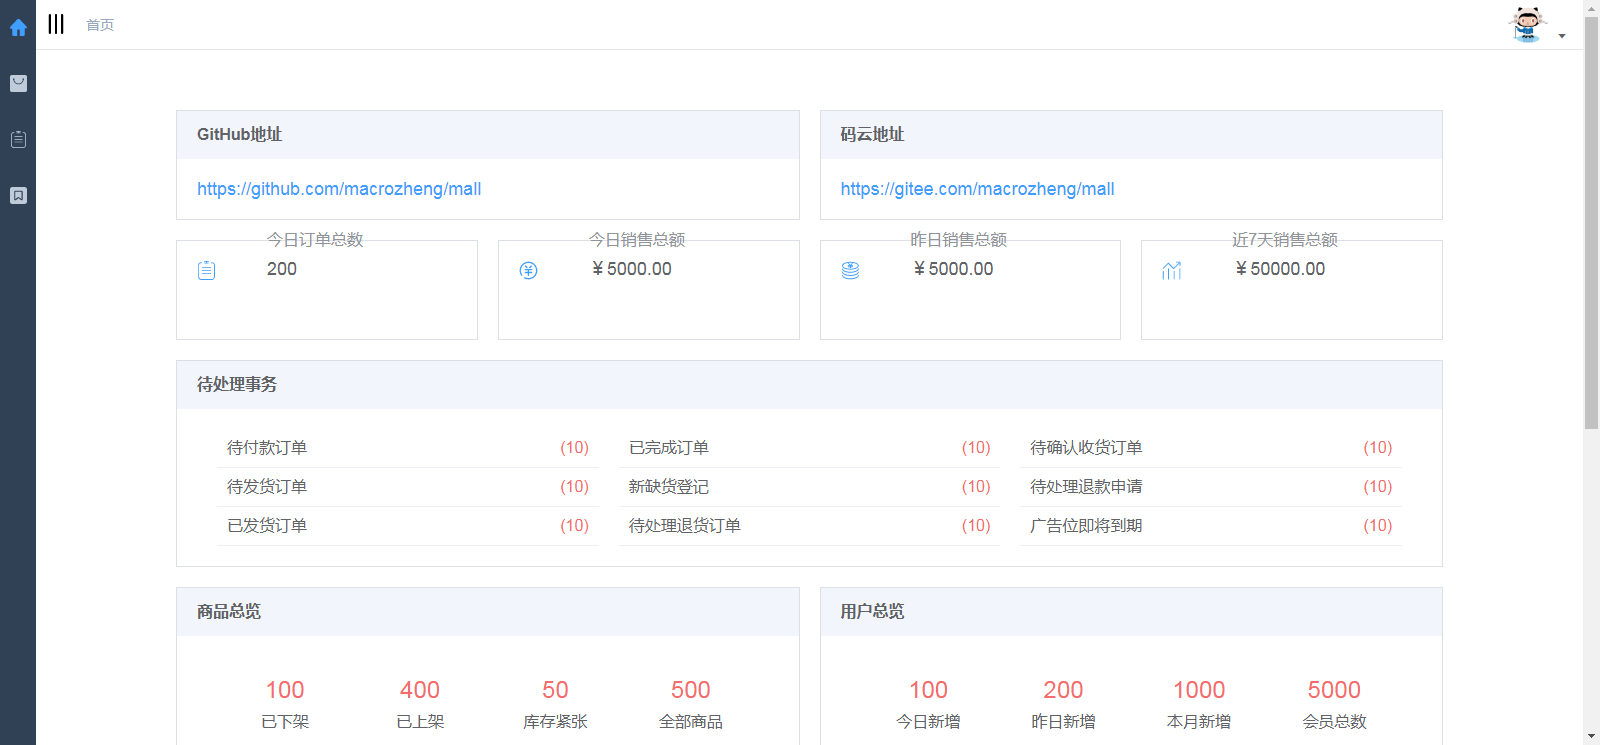 首页
GitHub地址
码云地址
https://github.com/macrozheng/mall
https://gitee.com/macrozheng/mall
今日订单总数
200
今日销售总额
￥5000.00
昨日销售总额
￥5000.00
近7天销售总额
￥50000.00
待处理事务
待付款订单 (10)
已完成订单 (10)
待确认收货订单 (10)
待发货订单 (10)
新缺货登记 (10)
待处理退款申请 (10)
已发货订单 (10)
待处理退货订单 (10)
广告位即将到期 (10)
商品总览
100 400 50 500
已下架 已上架 库存紧张 全部商品
用户总览
100 200 1000 5000
今日新增 昨日新增 本月新增 会员总数